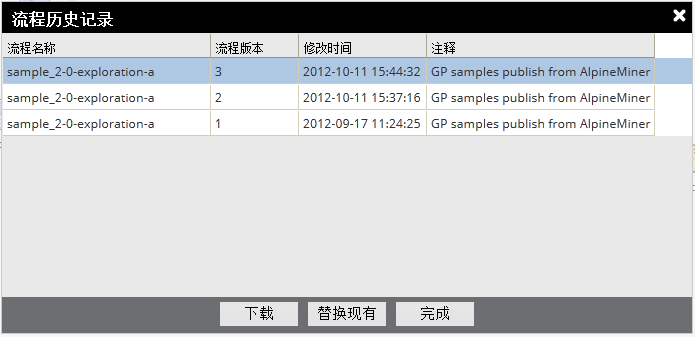 流程历史记录
流程名称 流程版本 修改时间 注释
sample_2-0-exploration-a 3 2012-10-11 15:44:32 GP samples publish from AlpineMiner
sample_2-0-exploration-a 2 2012-10-11 15:37:16 GP samples publish from AlpineMiner
sample_2-0-exploration-a 1 2012-09-17 11:24:25 GP samples publish from AlpineMiner
下载 替换现有 完成